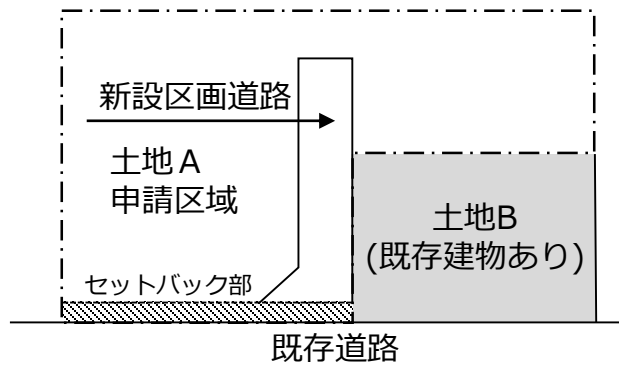 新設区画道路
土地A
申請区域
土地B
(既存建物あり)
セットバック部
既存道路